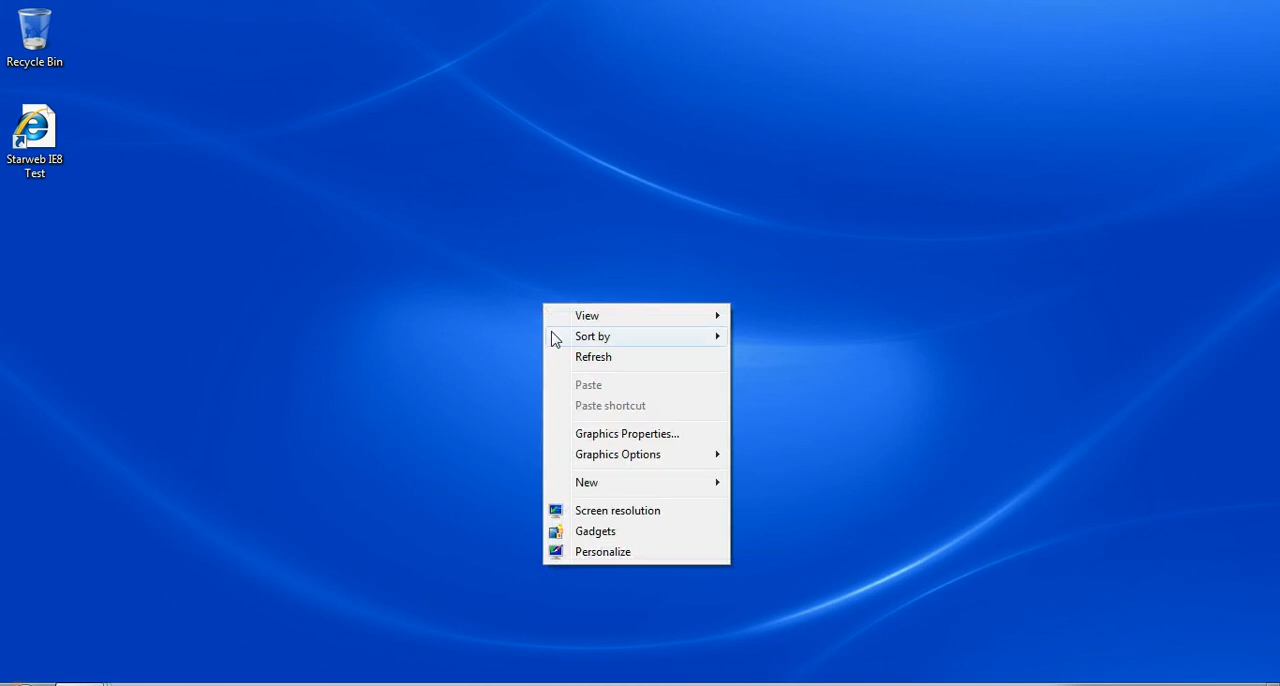 Recycle Bin
Starweb IE8
Test
View
Sort by
Refresh
Paste
Paste shortcut
Graphics Properties...
Graphics Options
New
Screen resolution
Gadgets
Personalize